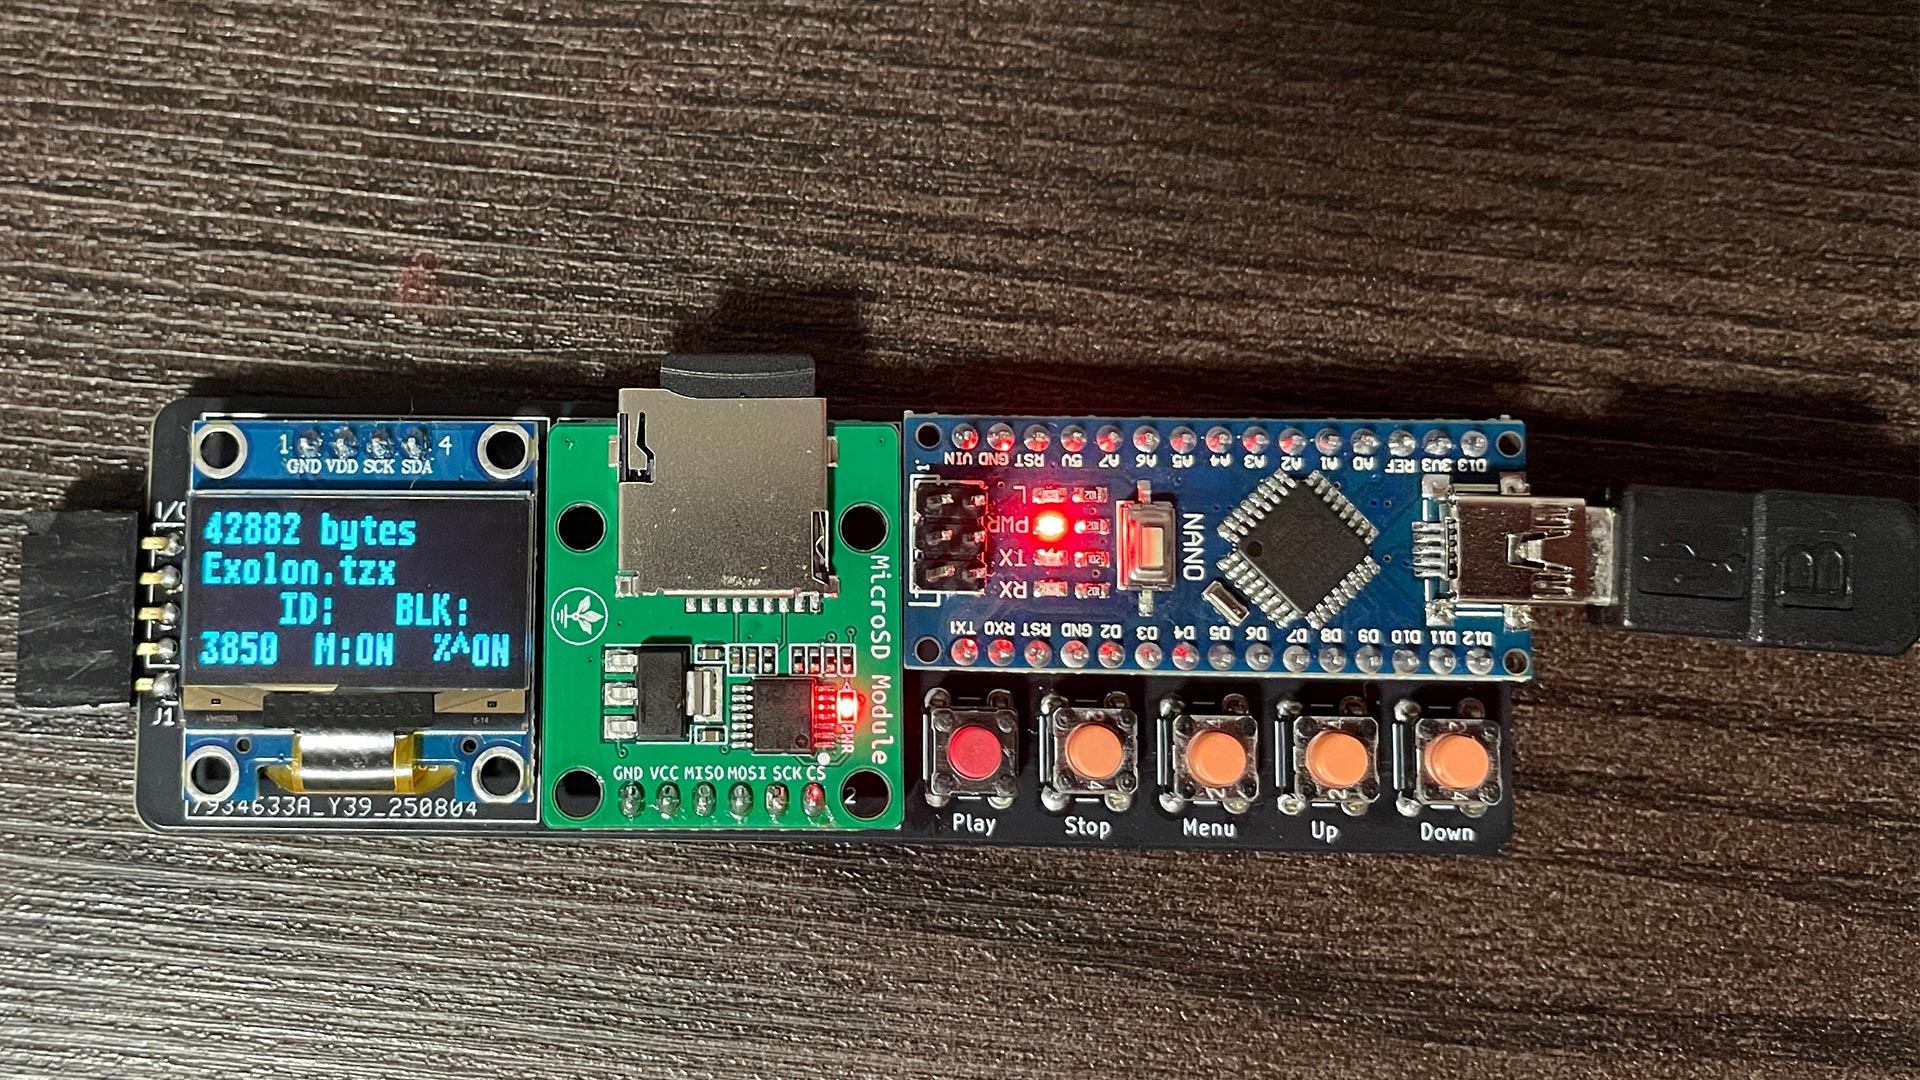 1 4
GND VDD SCK SDA
42882 bytes
Exolon.tzx
ID: BLK:
3850 M:ON %^ON
I/O
J1
7934633A_Y39_250804
MicroSD Module
PWR
GND VCC MISO MOSI SCK CS
2
VIN GND RST 5V A7 A6 A5 A4 A3 A2 A1 A0 REF 3V3 D13
1
L
PWR
TX
RX
NANO
TX1 RX0 RST GND D2 D3 D4 D5 D6 D7 D8 D9 D10 D11 D12
B
Play Stop Menu Up Down